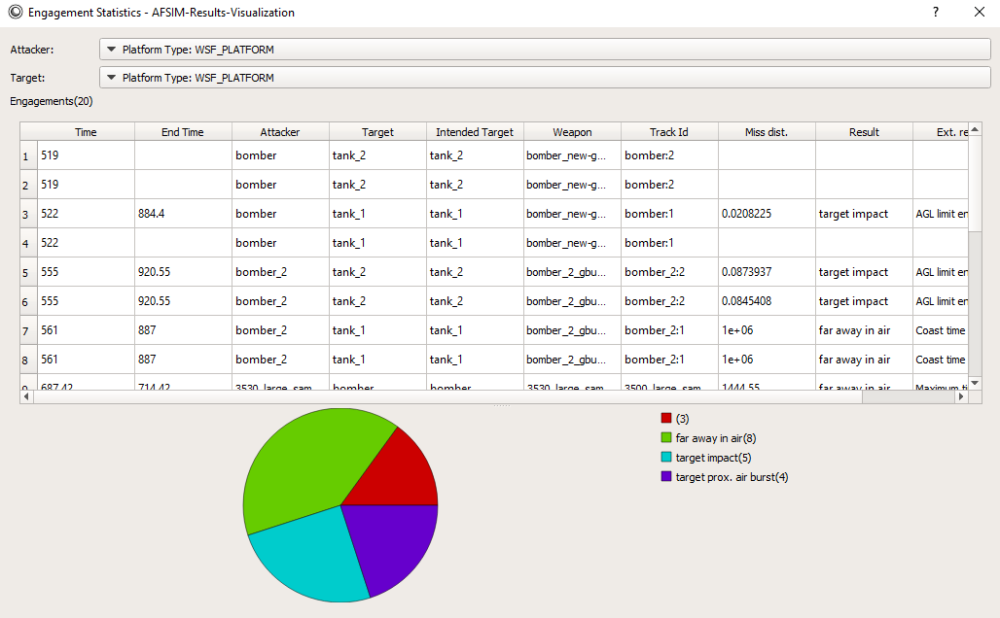 Engagement Statistics - AFSIM-Results-Visualization ?
Attacker: Platform Type: WSF_PLATFORM
Target: Platform Type: WSF_PLATFORM
Engagements(20)
Time End Time Attacker Target Intended Target Weapon Track Id Miss dist. Result Ext. re
1 519 bomber tank_2 tank_2 bomber_new-g... bomber:2
2 519 bomber tank_2 tank_2 bomber_new-g... bomber:2
3 522 884.4 bomber tank_1 tank_1 bomber_new-g... bomber:1 0.0208225 target impact AGL limit en
4 522 bomber tank_1 tank_1 bomber_new-g... bomber:1
5 555 920.55 bomber_2 tank_2 tank_2 bomber_2_gbu... bomber_2:2 0.0873937 target impact AGL limit en
6 555 920.55 bomber_2 tank_2 tank_2 bomber_2_gbu... bomber_2:2 0.0845408 target impact AGL limit en
7 561 887 bomber_2 tank_1 tank_1 bomber_2_gbu... bomber_2:1 1e+06 far away in air Coast time
8 561 887 bomber_2 tank_1 tank_1 bomber_2_gbu... bomber_2:1 1e+06 far away in air Coast time
9 687.42 714.42 3530_large_sam bomber bomber 3530_large_sam 3500_large_sam 1444.55 far away in air Maximum ti
(3)
far away in air(8)
target impact(5)
target prox. air burst(4)